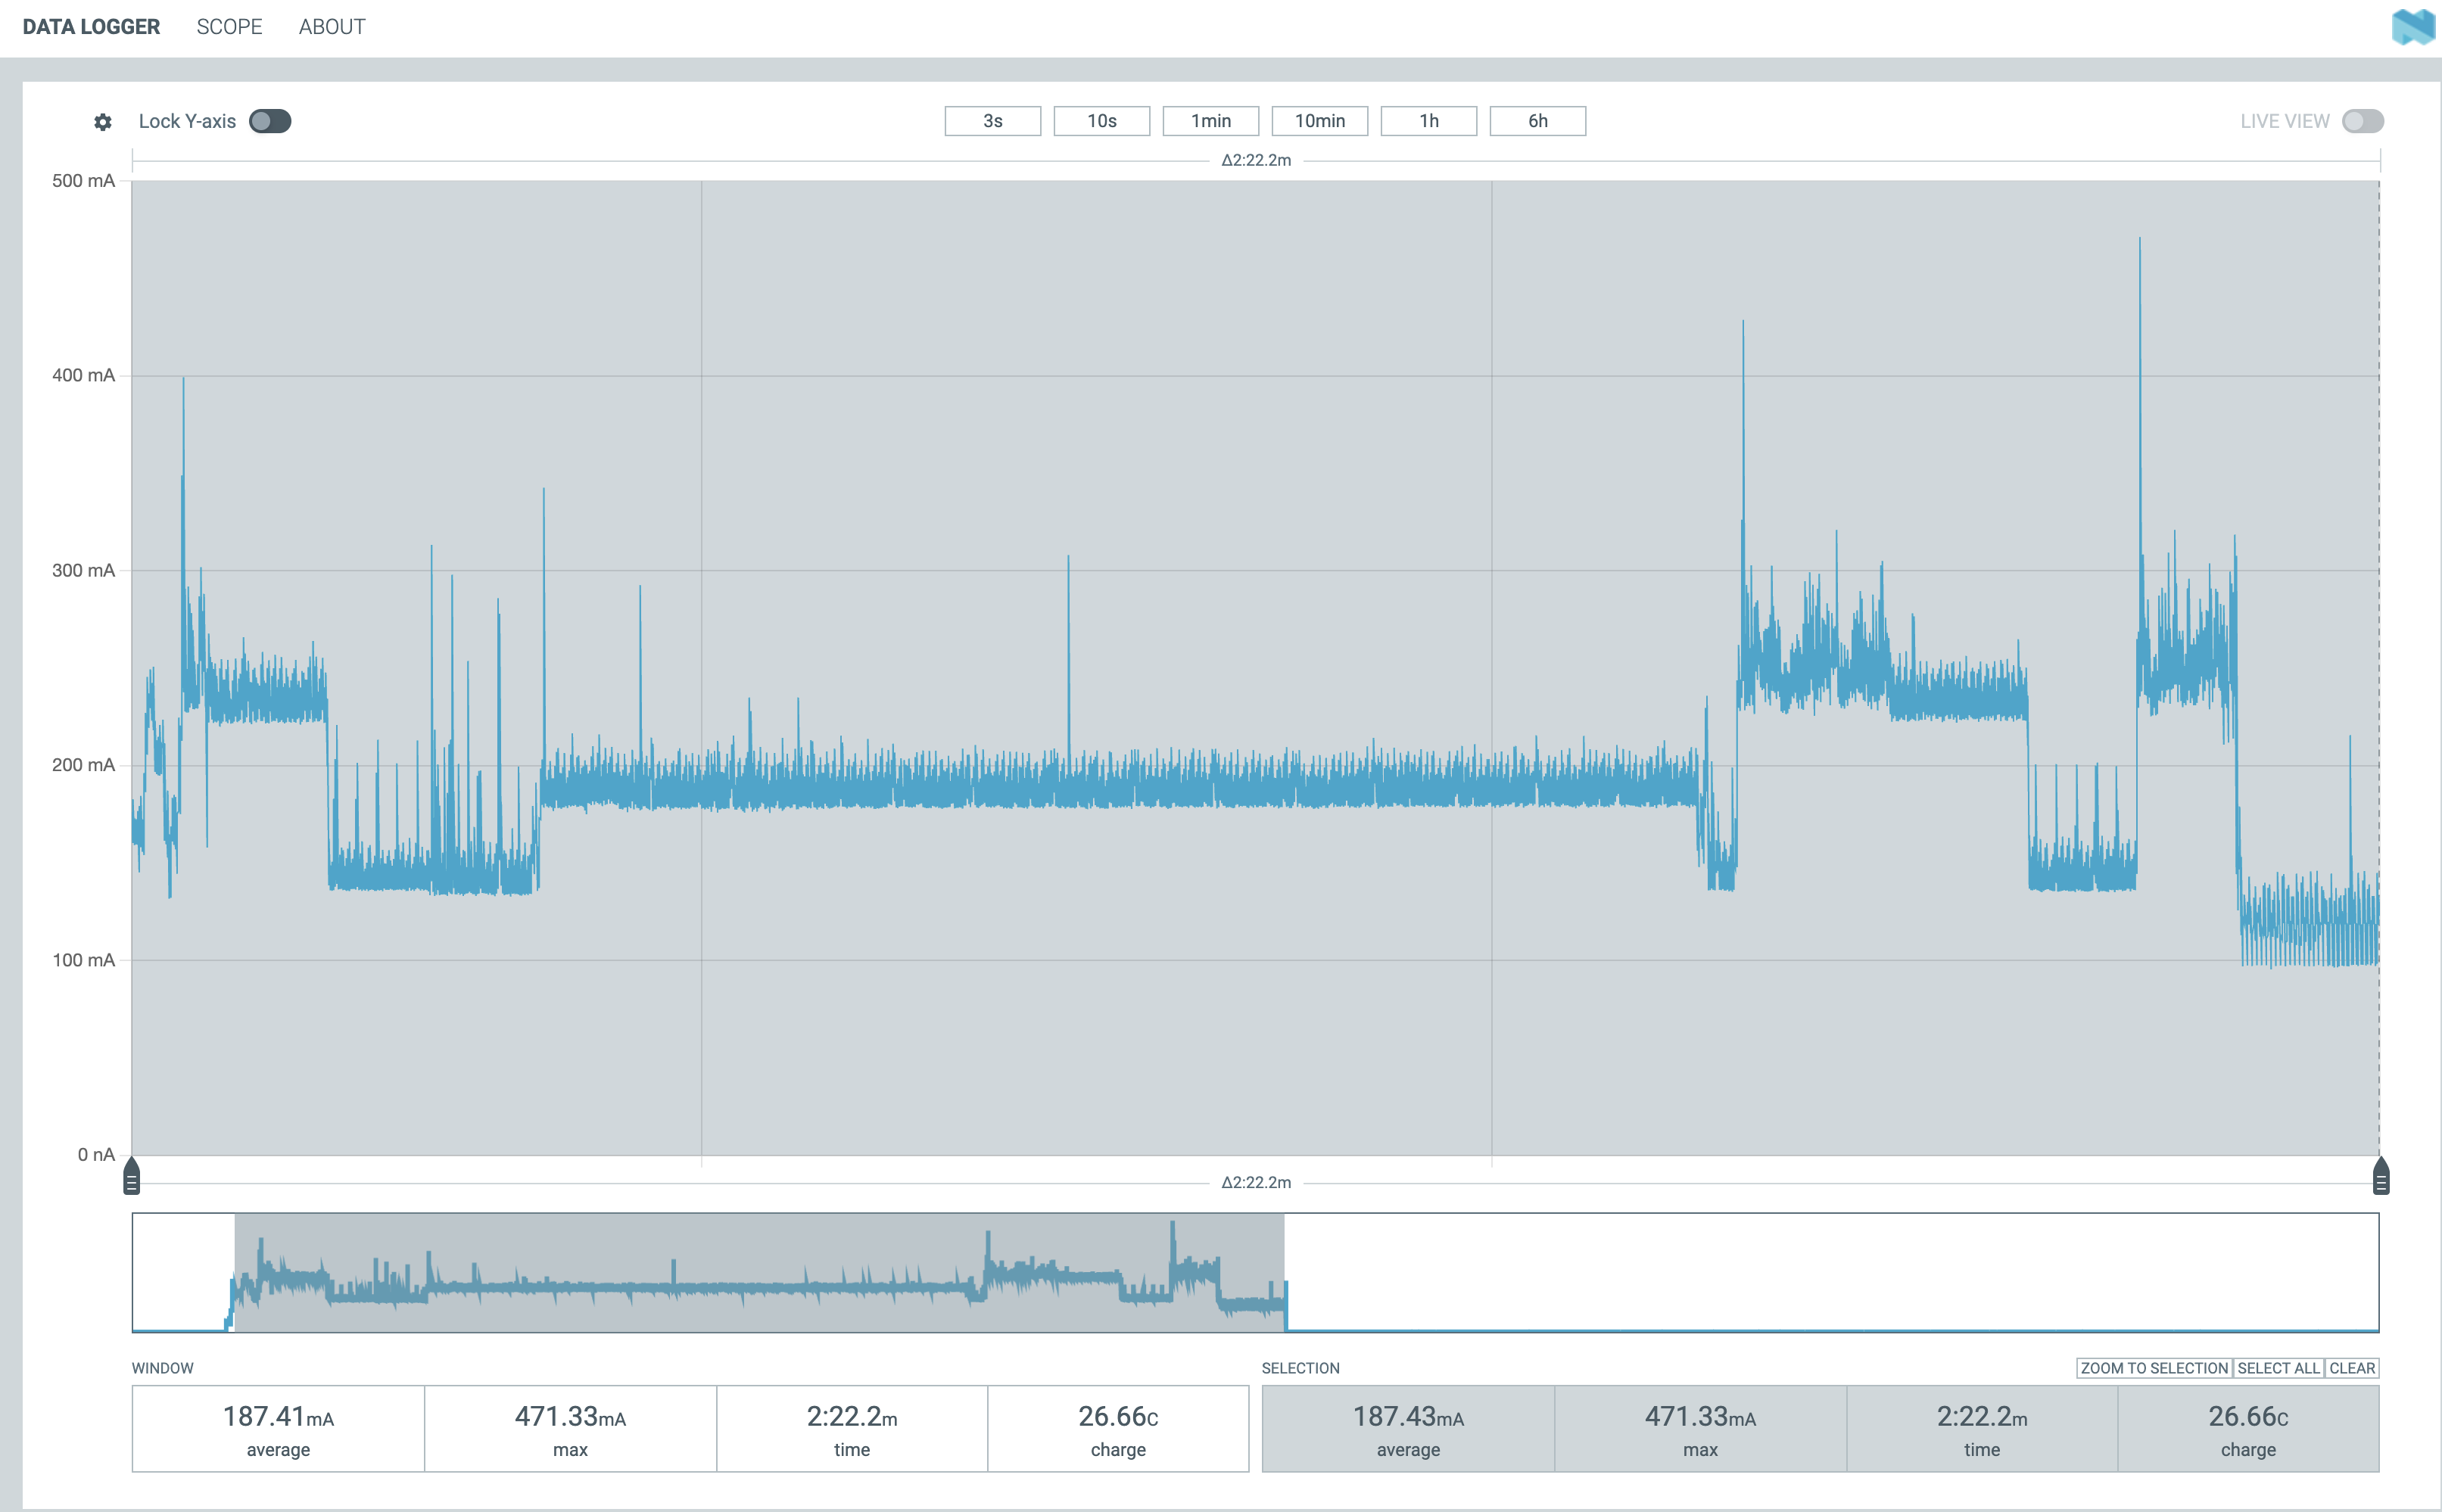 DATA LOGGER SCOPE ABOUT
Lock Y-axis 3s 10s 1min 10min 1h 6h LIVE VIEW
Δ2:22.2m
500 mA
400 mA
300 mA
200 mA
100 mA
0 nA
Δ2:22.2m
WINDOW SELECTION ZOOM TO SELECTION SELECT ALL CLEAR
187.41mA 471.33mA 2:22.2m 26.66C 187.43mA 471.33mA 2:22.2m 26.66C
average max time charge average max time charge